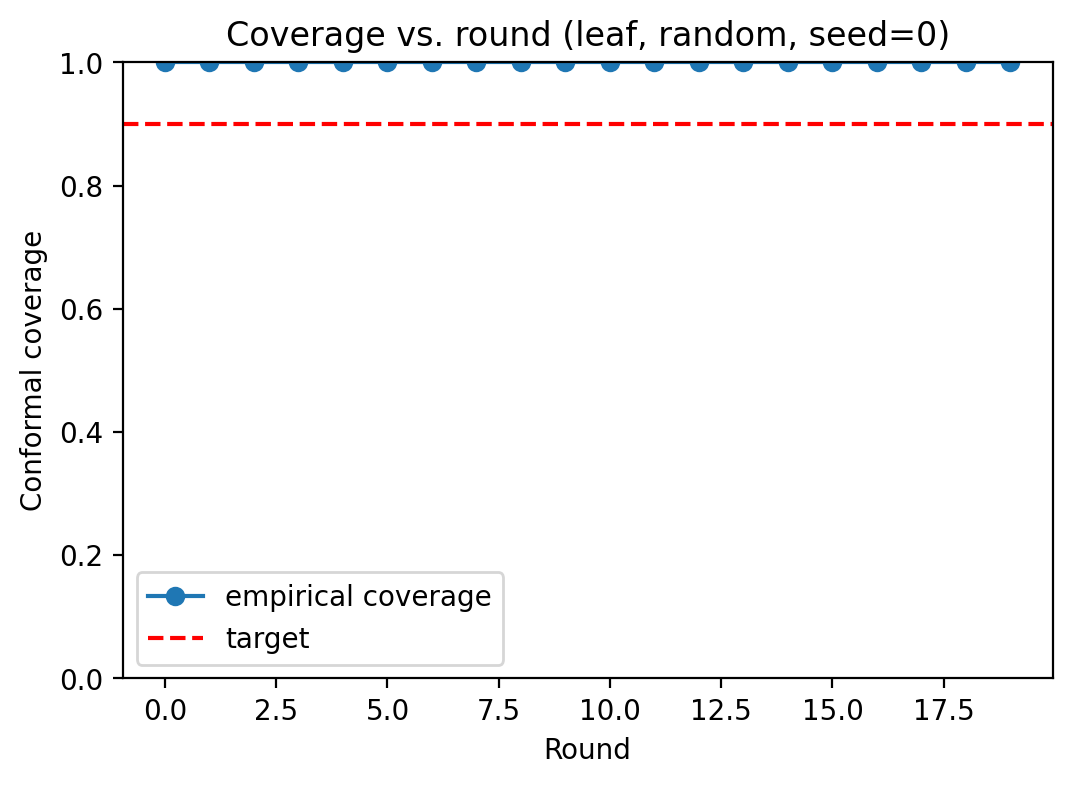 Coverage vs. round (leaf, random, seed=0)
1.0
0.8
0.6
0.4
0.2
0.0
Conformal coverage
empirical coverage
target
0.0 2.5 5.0 7.5 10.0 12.5 15.0 17.5
Round